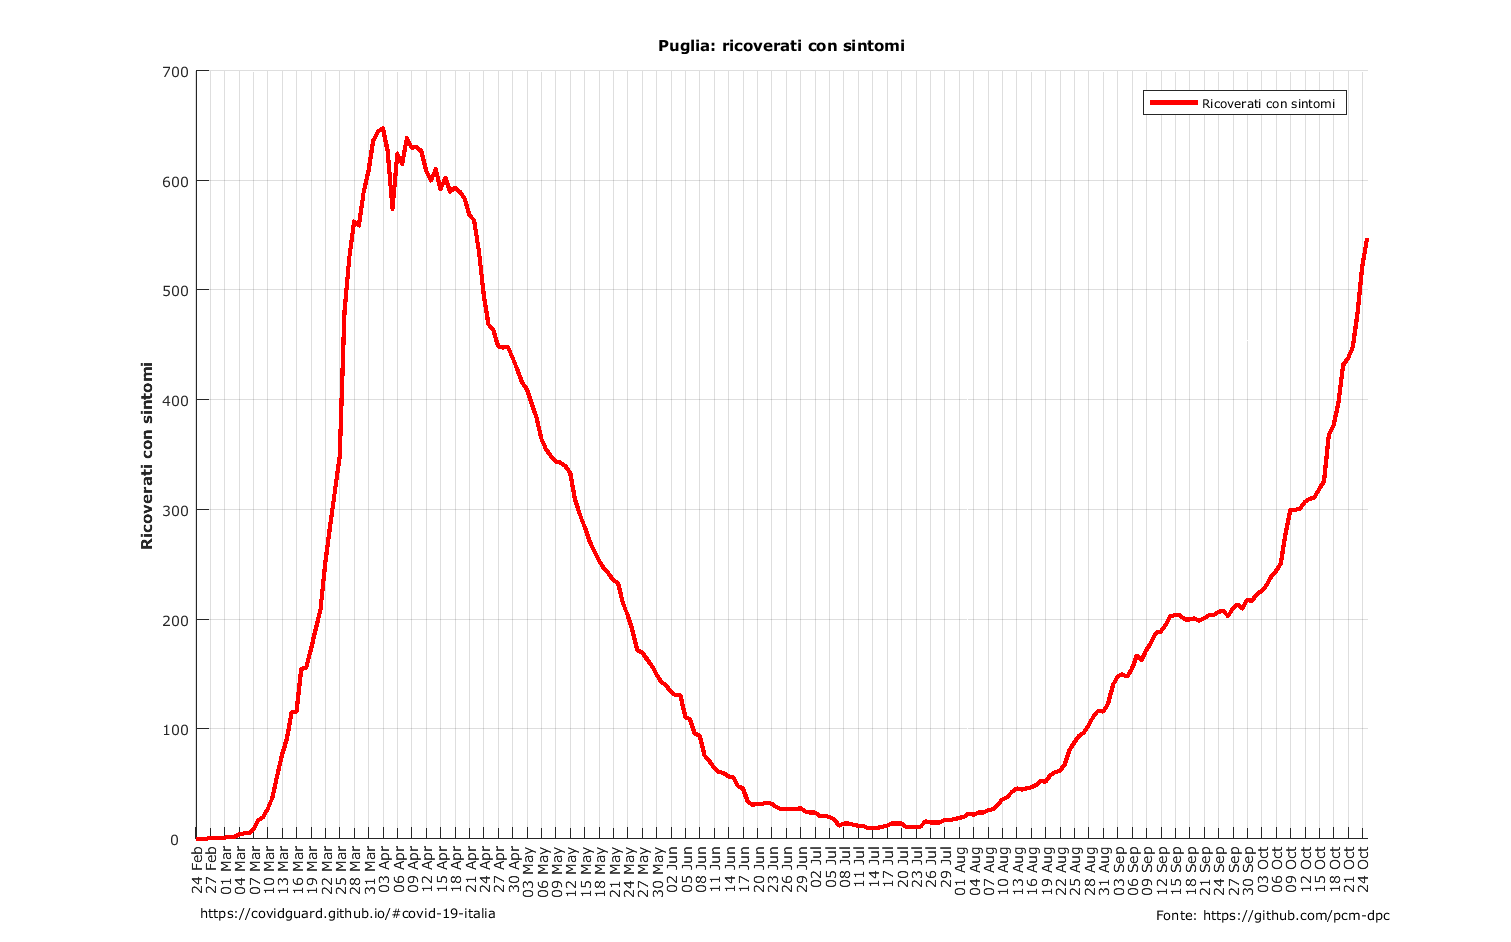 Puglia: ricoverati con sintomi
Ricoverati con sintomi
Ricoverati con sintomi
700
600
500
400
300
200
100
0
24 Feb
27 Feb
01 Mar
04 Mar
07 Mar
10 Mar
13 Mar
16 Mar
19 Mar
22 Mar
25 Mar
28 Mar
31 Mar
03 Apr
06 Apr
09 Apr
12 Apr
15 Apr
18 Apr
21 Apr
24 Apr
27 Apr
30 Apr
03 May
06 May
09 May
12 May
15 May
18 May
21 May
24 May
27 May
30 May
02 Jun
05 Jun
08 Jun
11 Jun
14 Jun
17 Jun
20 Jun
23 Jun
26 Jun
29 Jun
02 Jul
05 Jul
08 Jul
11 Jul
14 Jul
17 Jul
20 Jul
23 Jul
26 Jul
29 Jul
01 Aug
04 Aug
07 Aug
10 Aug
13 Aug
16 Aug
19 Aug
22 Aug
25 Aug
28 Aug
31 Aug
03 Sep
06 Sep
09 Sep
12 Sep
15 Sep
18 Sep
21 Sep
24 Sep
27 Sep
30 Sep
03 Oct
06 Oct
09 Oct
12 Oct
15 Oct
18 Oct
21 Oct
24 Oct
https://covidguard.github.io/#covid-19-italia
Fonte: https://github.com/pcm-dpc